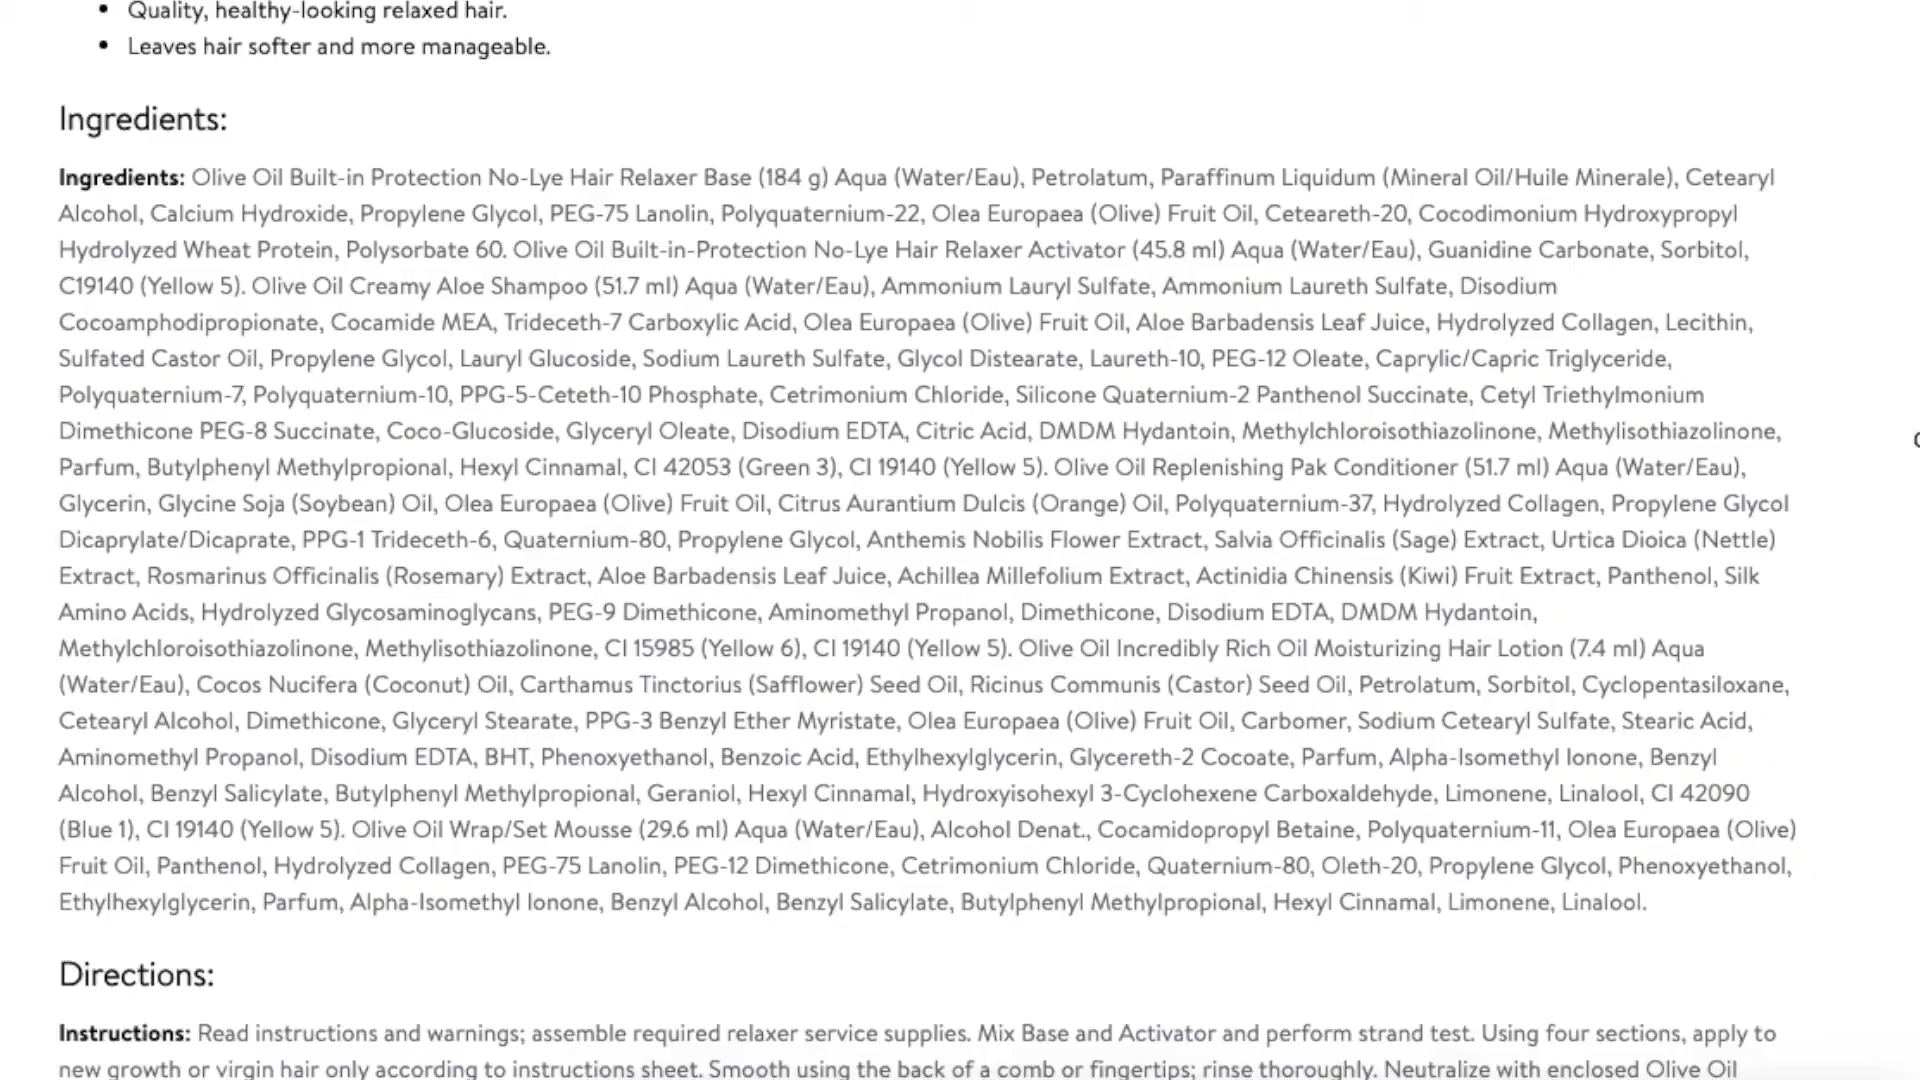 Quality, healthy-looking relaxed hair.
Leaves hair softer and more manageable.
Ingredients:
Ingredients: Olive Oil Built-in Protection No-Lye Hair Relaxer Base (184 g) Aqua (Water/Eau), Petrolatum, Paraffinum Liquidum (Mineral Oil/Huile Minerale), Cetearyl
Alcohol, Calcium Hydroxide, Propylene Glycol, PEG-75 Lanolin, Polyquaternium-22, Olea Europaea (Olive) Fruit Oil, Ceteareth-20, Cocodimonium Hydroxypropyl
Hydrolyzed Wheat Protein, Polysorbate 60. Olive Oil Built-in-Protection No-Lye Hair Relaxer Activator (45.8 ml) Aqua (Water/Eau), Guanidine Carbonate, Sorbitol,
C19140 (Yellow 5). Olive Oil Creamy Aloe Shampoo (51.7 ml) Aqua (Water/Eau), Ammonium Lauryl Sulfate, Ammonium Laureth Sulfate, Disodium
Cocoamphodipropionate, Cocamide MEA, Trideceth-7 Carboxylic Acid, Olea Europaea (Olive) Fruit Oil, Aloe Barbadensis Leaf Juice, Hydrolyzed Collagen, Lecithin,
Sulfated Castor Oil, Propylene Glycol, Lauryl Glucoside, Sodium Laureth Sulfate, Glycol Distearate, Laureth-10, PEG-12 Oleate, Caprylic/Capric Triglyceride,
Polyquaternium-7, Polyquaternium-10, PPG-5-Ceteth-10 Phosphate, Cetrimonium Chloride, Silicone Quaternium-2 Panthenol Succinate, Cetyl Triethylmonium
Dimethicone PEG-8 Succinate, Coco-Glucoside, Glyceryl Oleate, Disodium EDTA, Citric Acid, DMDM Hydantoin, Methylchloroisothiazolinone, Methylisothiazolinone,
Parfum, Butylphenyl Methylpropional, Hexyl Cinnamal, CI 42053 (Green 3), CI 19140 (Yellow 5). Olive Oil Replenishing Pak Conditioner (51.7 ml) Aqua (Water/Eau),
Glycerin, Glycine Soja (Soybean) Oil, Olea Europaea (Olive) Fruit Oil, Citrus Aurantium Dulcis (Orange) Oil, Polyquaternium-37, Hydrolyzed Collagen, Propylene Glycol
Dicaprylate/Dicaprate, PPG-1 Trideceth-6, Quaternium-80, Propylene Glycol, Anthemis Nobilis Flower Extract, Salvia Officinalis (Sage) Extract, Urtica Dioica (Nettle)
Extract, Rosmarinus Officinalis (Rosemary) Extract, Aloe Barbadensis Leaf Juice, Achillea Millefolium Extract, Actinidia Chinensis (Kiwi) Fruit Extract, Panthenol, Silk
Amino Acids, Hydrolyzed Glycosaminoglycans, PEG-9 Dimethicone, Aminomethyl Propanol, Dimethicone, Disodium EDTA, DMDM Hydantoin,
Methylchloroisothiazolinone, Methylisothiazolinone, CI 15985 (Yellow 6), CI 19140 (Yellow 5). Olive Oil Incredibly Rich Oil Moisturizing Hair Lotion (7.4 ml) Aqua
(Water/Eau), Cocos Nucifera (Coconut) Oil, Carthamus Tinctorius (Safflower) Seed Oil, Ricinus Communis (Castor) Seed Oil, Petrolatum, Sorbitol, Cyclopentasiloxane,
Cetearyl Alcohol, Dimethicone, Glyceryl Stearate, PPG-3 Benzyl Ether Myristate, Olea Europaea (Olive) Fruit Oil, Carbomer, Sodium Cetearyl Sulfate, Stearic Acid,
Aminomethyl Propanol, Disodium EDTA, BHT, Phenoxyethanol, Benzoic Acid, Ethylhexylglycerin, Glycereth-2 Cocoate, Parfum, Alpha-Isomethyl Ionone, Benzyl
Alcohol, Benzyl Salicylate, Butylphenyl Methylpropional, Geraniol, Hexyl Cinnamal, Hydroxyisohexyl 3-Cyclohexene Carboxaldehyde, Limonene, Linalool, CI 42090
(Blue 1), CI 19140 (Yellow 5). Olive Oil Wrap/Set Mousse (29.6 ml) Aqua (Water/Eau), Alcohol Denat., Cocamidopropyl Betaine, Polyquaternium-11, Olea Europaea (Olive)
Fruit Oil, Panthenol, Hydrolyzed Collagen, PEG-75 Lanolin, PEG-12 Dimethicone, Cetrimonium Chloride, Quaternium-80, Oleth-20, Propylene Glycol, Phenoxyethanol,
Ethylhexylglycerin, Parfum, Alpha-Isomethyl Ionone, Benzyl Alcohol, Benzyl Salicylate, Butylphenyl Methylpropional, Hexyl Cinnamal, Limonene, Linalool.
Directions:
Instructions: Read instructions and warnings; assemble required relaxer service supplies. Mix Base and Activator and perform strand test. Using four sections, apply to
new growth or virgin hair only according to instructions sheet. Smooth using the back of a comb or fingertips; rinse thoroughly. Neutralize with enclosed Olive Oil